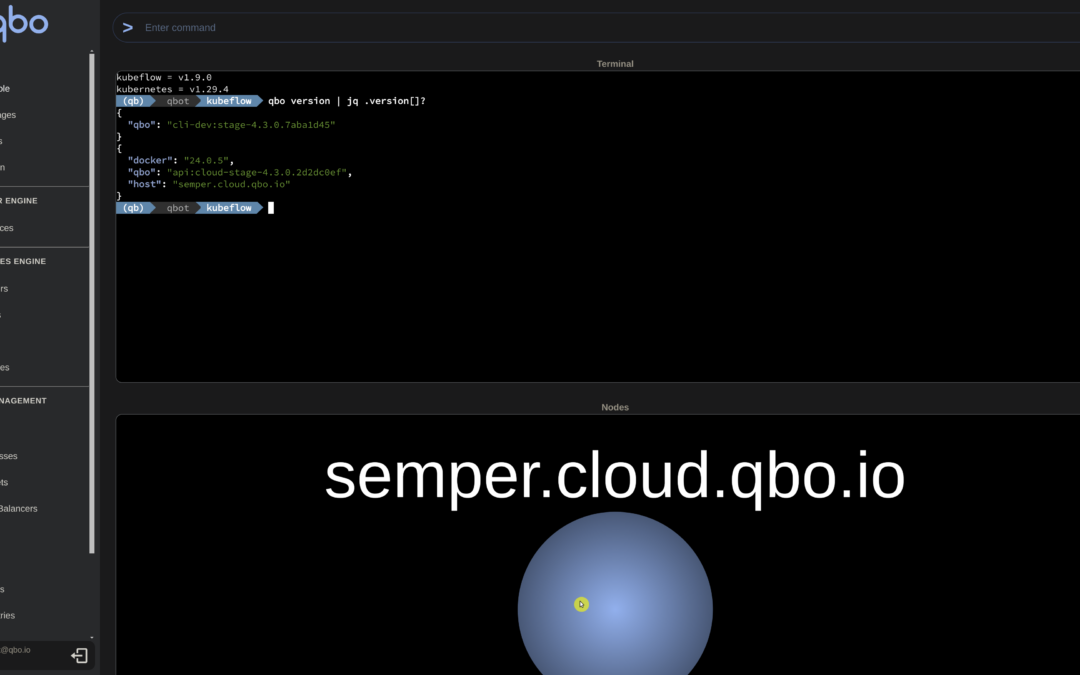 qbo
> Enter command
ple
ages
s
n
R ENGINE
ces
ES ENGINE
rs
s
es
NAGEMENT
sses
ets
Balancers
s
ries
@qbo.io
Terminal
kubeflow = v1.9.0
kubernetes = v1.29.4
(qb) qbot kubeflow qbo version | jq .version[]?
{
"qbo": "cli-dev:stage-4.3.0.7aba1d45"
}
{
"docker": "24.0.5",
"qbo": "api:cloud-stage-4.3.0.2d2dc0ef",
"host": "semper.cloud.qbo.io"
}
(qb) qbot kubeflow
Nodes
semper.cloud.qbo.io